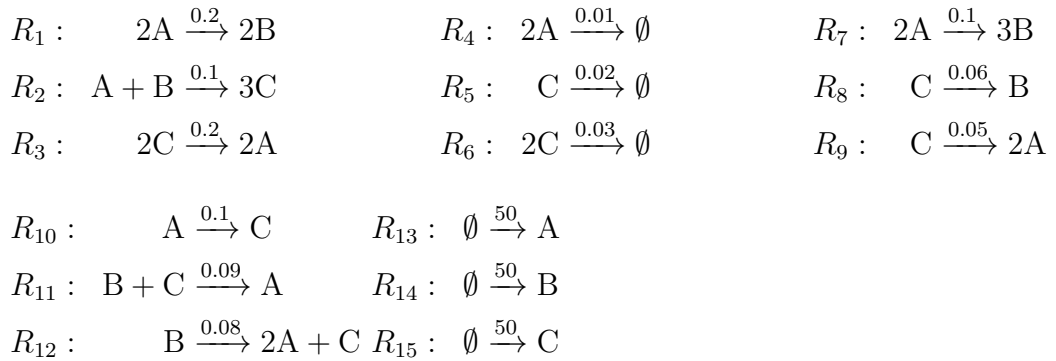 R₁ : 2A 0.2→ 2B R₄ : 2A 0.01→ ∅ R₇ : 2A 0.1→ 3B
R₂ : A + B 0.1→ 3C R₅ : C 0.02→ ∅ R₈ : C 0.06→ B
R₃ : 2C 0.2→ 2A R₆ : 2C 0.03→ ∅ R₉ : C 0.05→ 2A
R₁₀ : A 0.1→ C R₁₃ : ∅ 50→ A
R₁₁ : B + C 0.09→ A R₁₄ : ∅ 50→ B
R₁₂ : B 0.08→ 2A + C R₁₅ : ∅ 50→ C